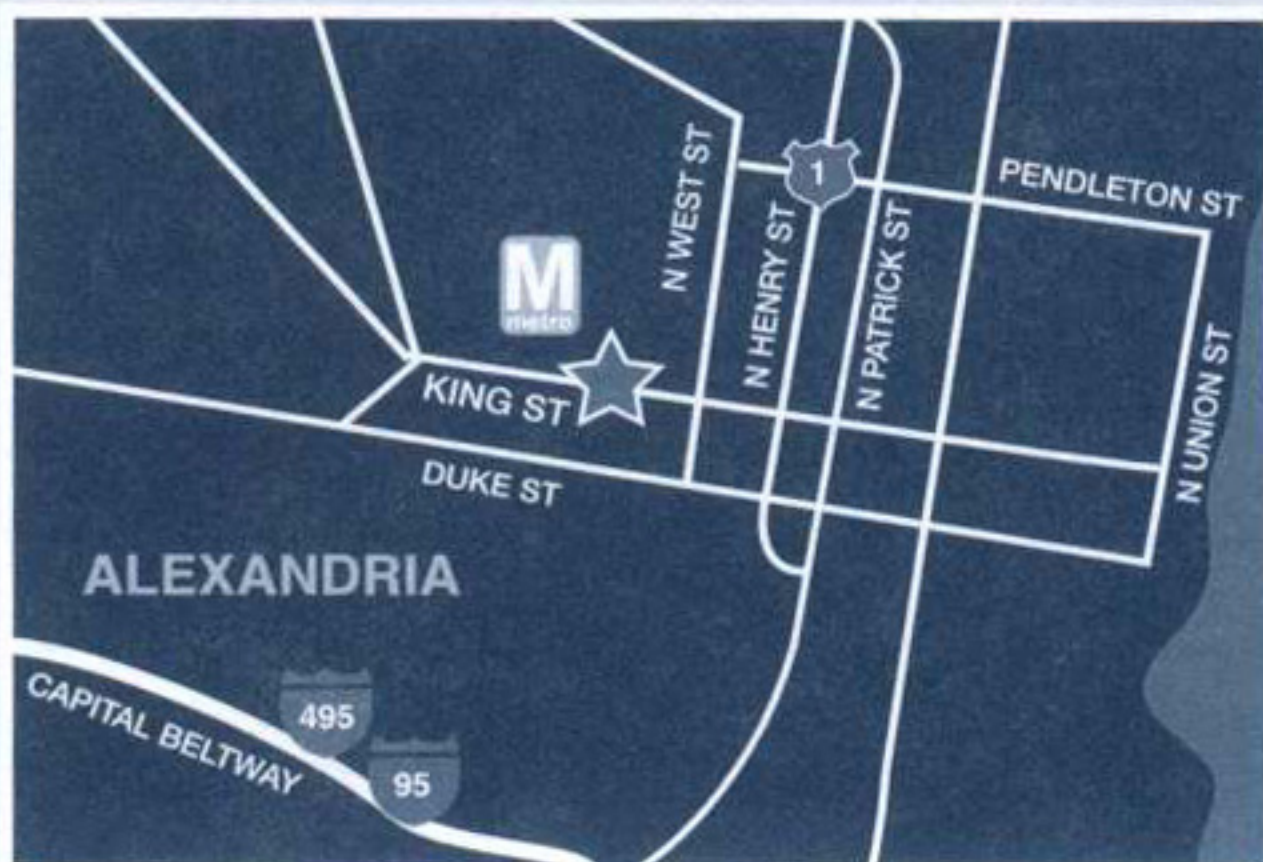 N WEST ST
1
PENDLETON ST
M
metro
N HENRY ST
N PATRICK ST
N UNION ST
KING ST
DUKE ST
ALEXANDRIA
CAPITAL BELTWAY
495
95